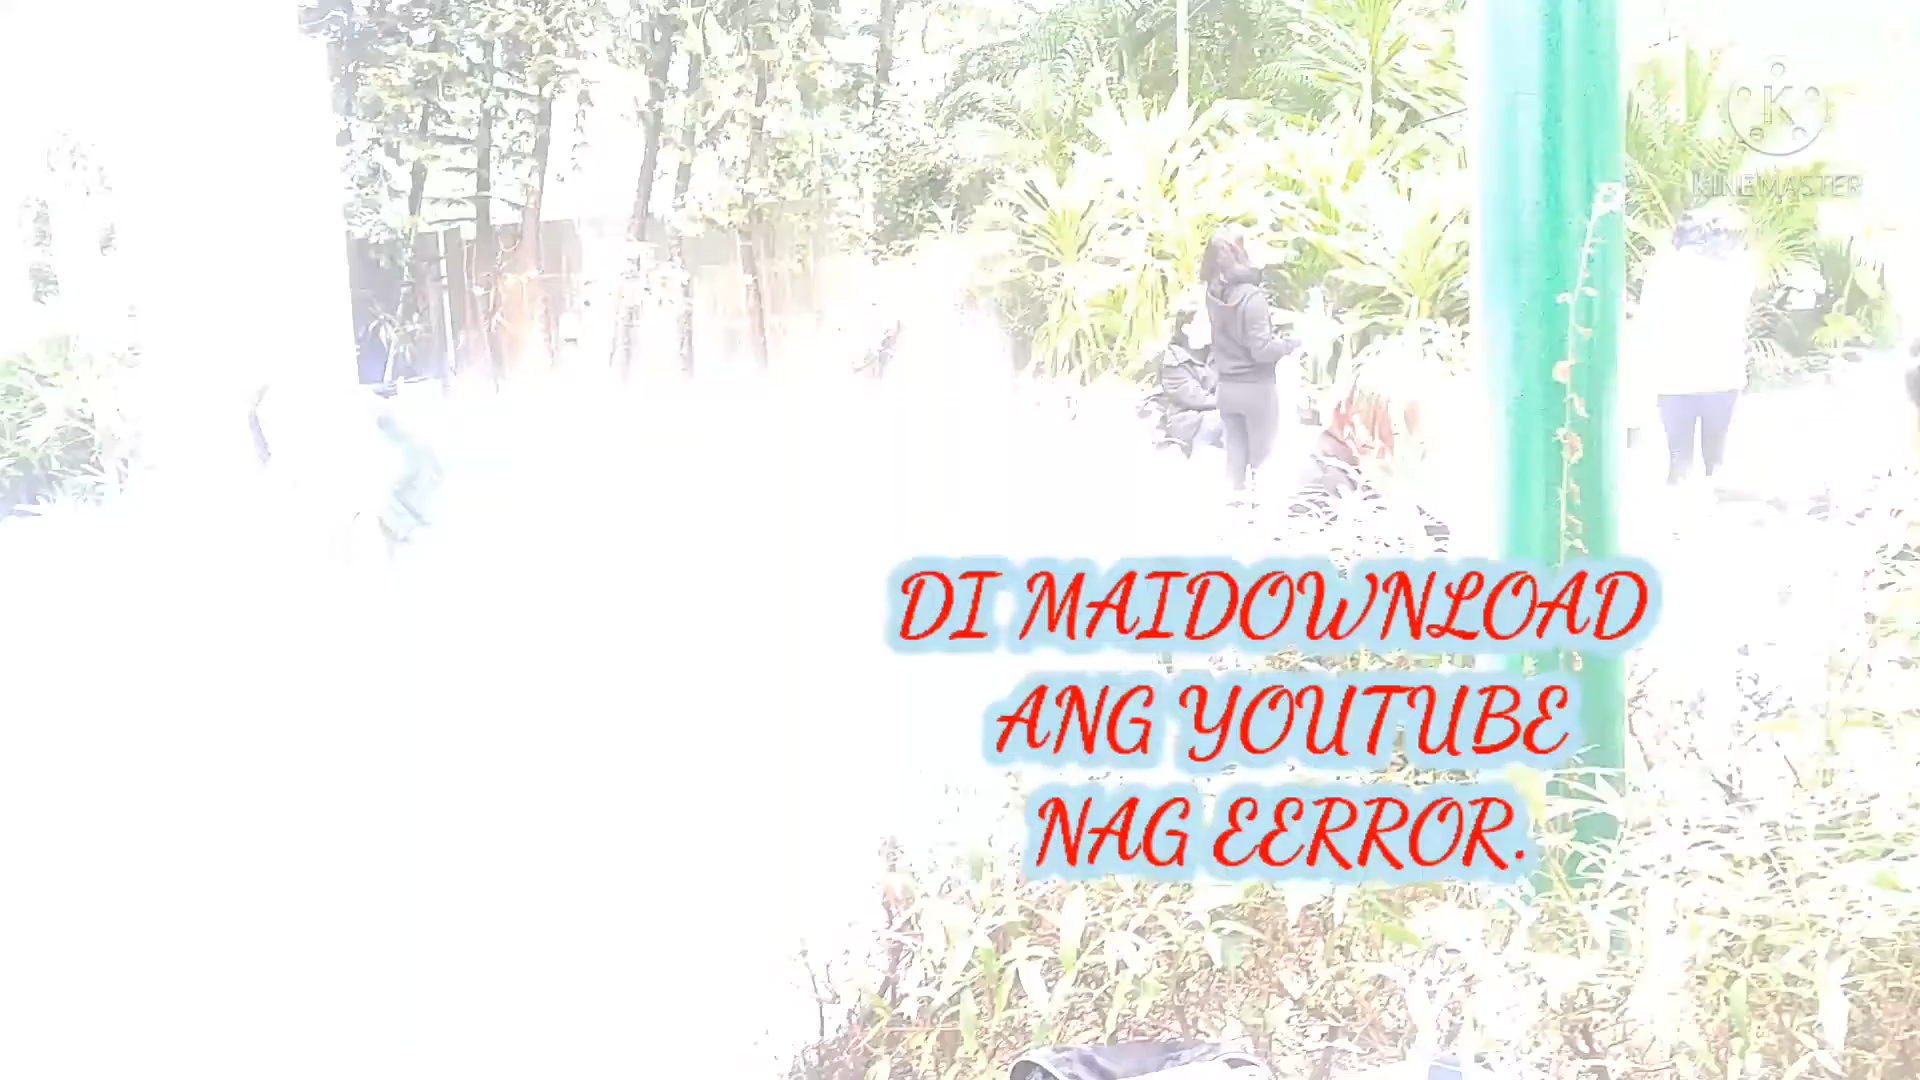 K
KINEMASTER
DI MAIDOWNLOAD
ANG YOUTUBE
NAG EERROR.